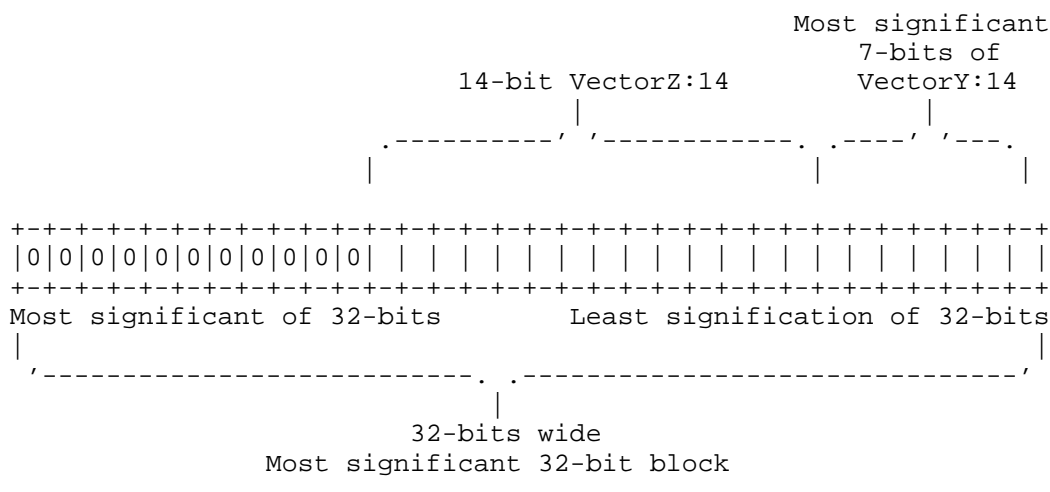 Most significant
7-bits of
14-bit VectorZ:14 VectorY:14
| |
.----------' '------------. .----' '---.
| | |
+-+-+-+-+-+-+-+-+-+-+-+-+-+-+-+-+-+-+-+-+-+-+-+-+-+-+-+-+-+-+-+-+
|0|0|0|0|0|0|0|0|0|0|0| | | | | | | | | | | | | | | | | | | | | |
+-+-+-+-+-+-+-+-+-+-+-+-+-+-+-+-+-+-+-+-+-+-+-+-+-+-+-+-+-+-+-+-+
Most significant of 32-bits Least signification of 32-bits
| |
'---------------------------. .-------------------------------'
|
32-bits wide
Most significant 32-bit block